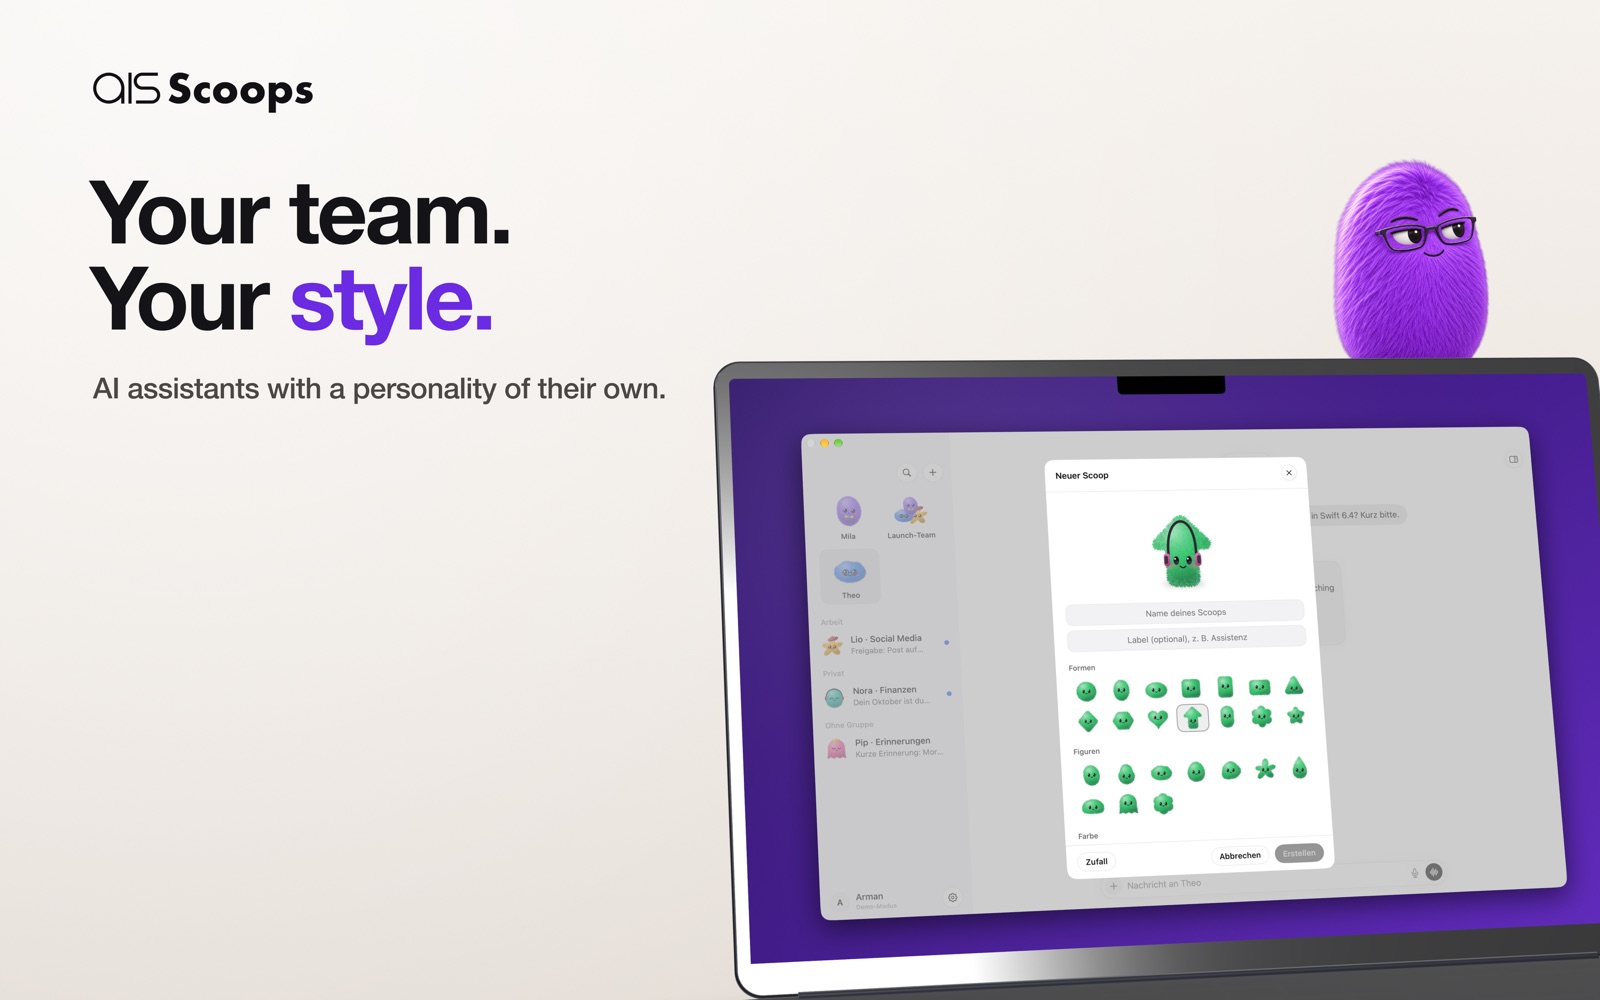 ais Scoops
Your team.
Your style.
AI assistants with a personality of their own.
Neuer Scoop
in Swift 6.4? Kurz bitte.
Mila
Launch-Team
Theo
ching
Name deines Scoops
Label (optional), z. B. Assistenz
Arbeit
Lio · Social Media
Freigabe: Post auf...
Privat
Nora · Finanzen
Dein Oktober ist du...
Ohne Gruppe
Pip · Erinnerungen
Kurze Erinnerung: Mor...
Formen
Figuren
Farbe
Zufall
Abbrechen
Erstellen
Nachricht an Theo
A
Arman
Demo-Modus